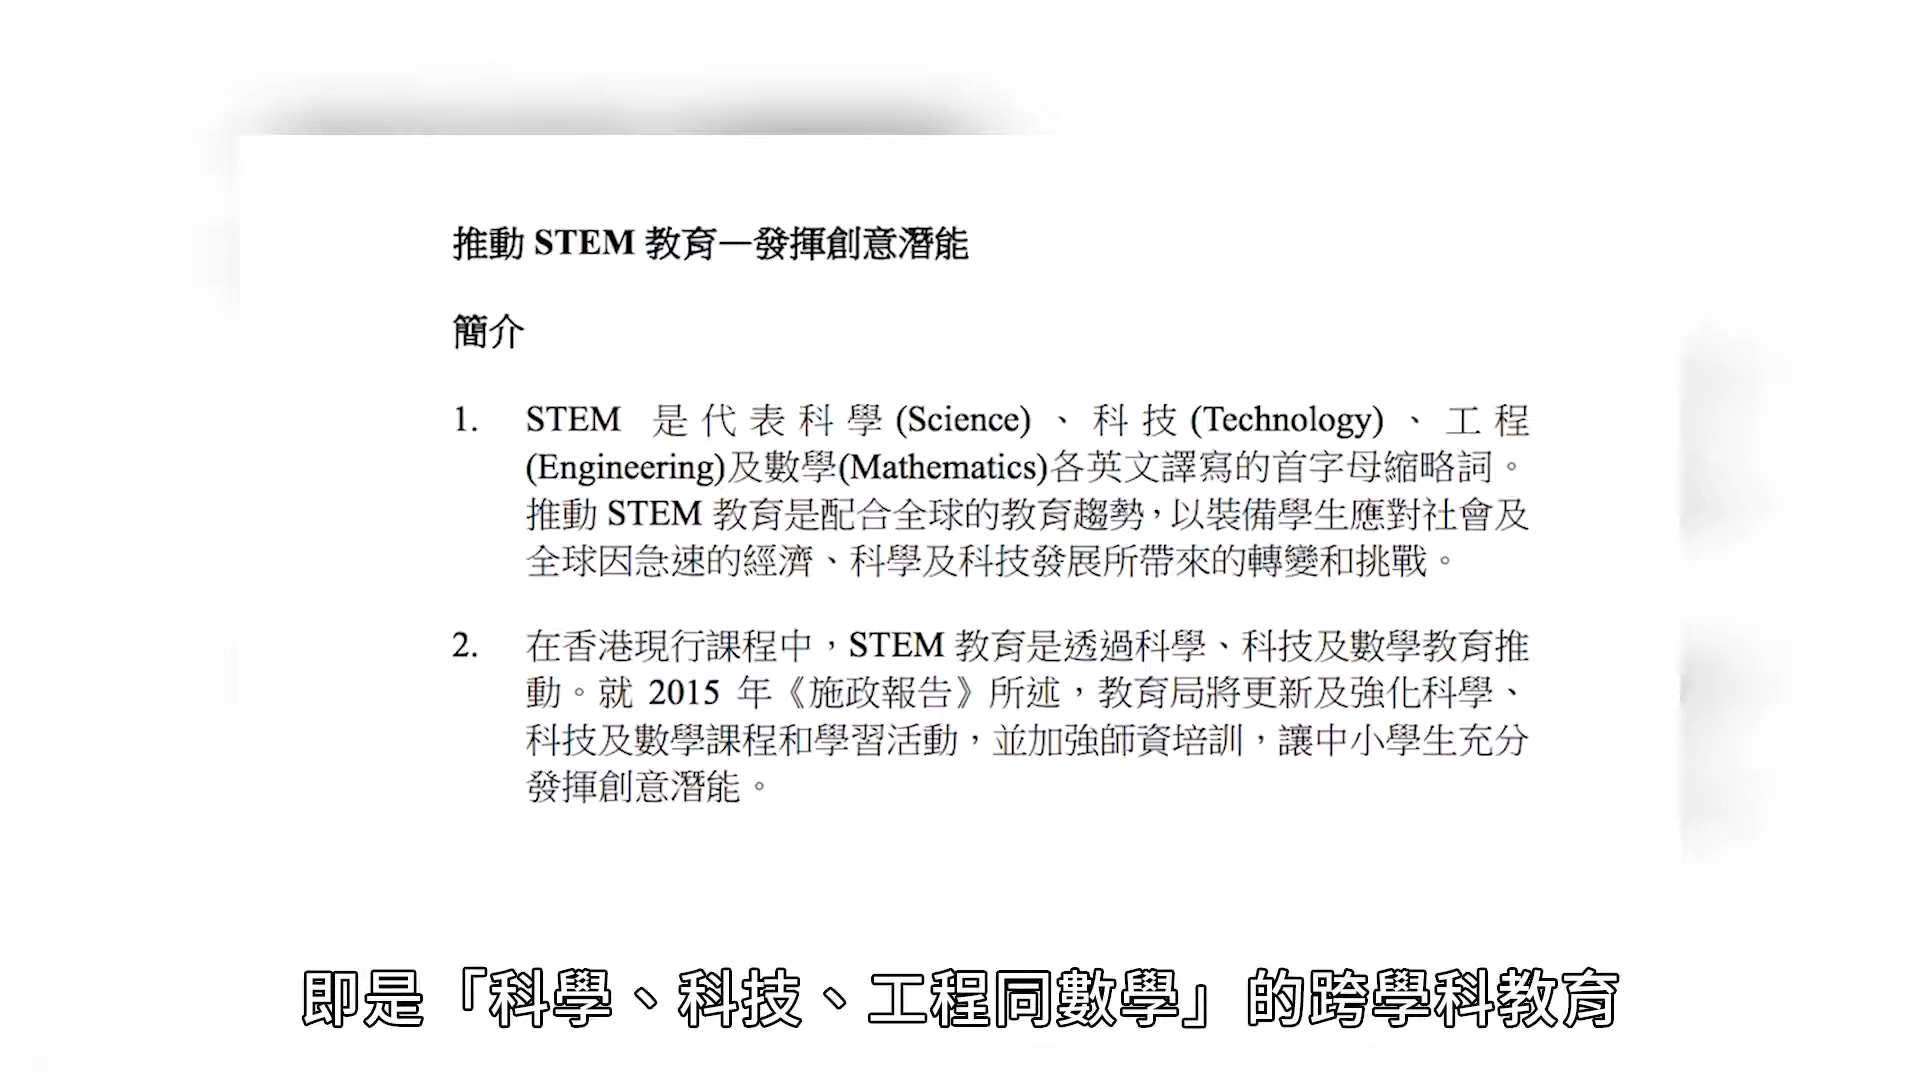 推動 STEM 教育—發揮創意潛能
簡介
1. STEM 是代表科學(Science)、科技(Technology)、工程
(Engineering)及數學(Mathematics)各英文譯寫的首字母縮略詞。
推動 STEM 教育是配合全球的教育趨勢，以裝備學生應對社會及
全球因急速的經濟、科學及科技發展所帶來的轉變和挑戰。
2. 在香港現行課程中，STEM 教育是透過科學、科技及數學教育推
動。就 2015 年《施政報告》所述，教育局將更新及強化科學、
科技及數學課程和學習活動，並加強師資培訓，讓中小學生充分
發揮創意潛能。
即是「科學、科技、工程同數學」的跨學科教育